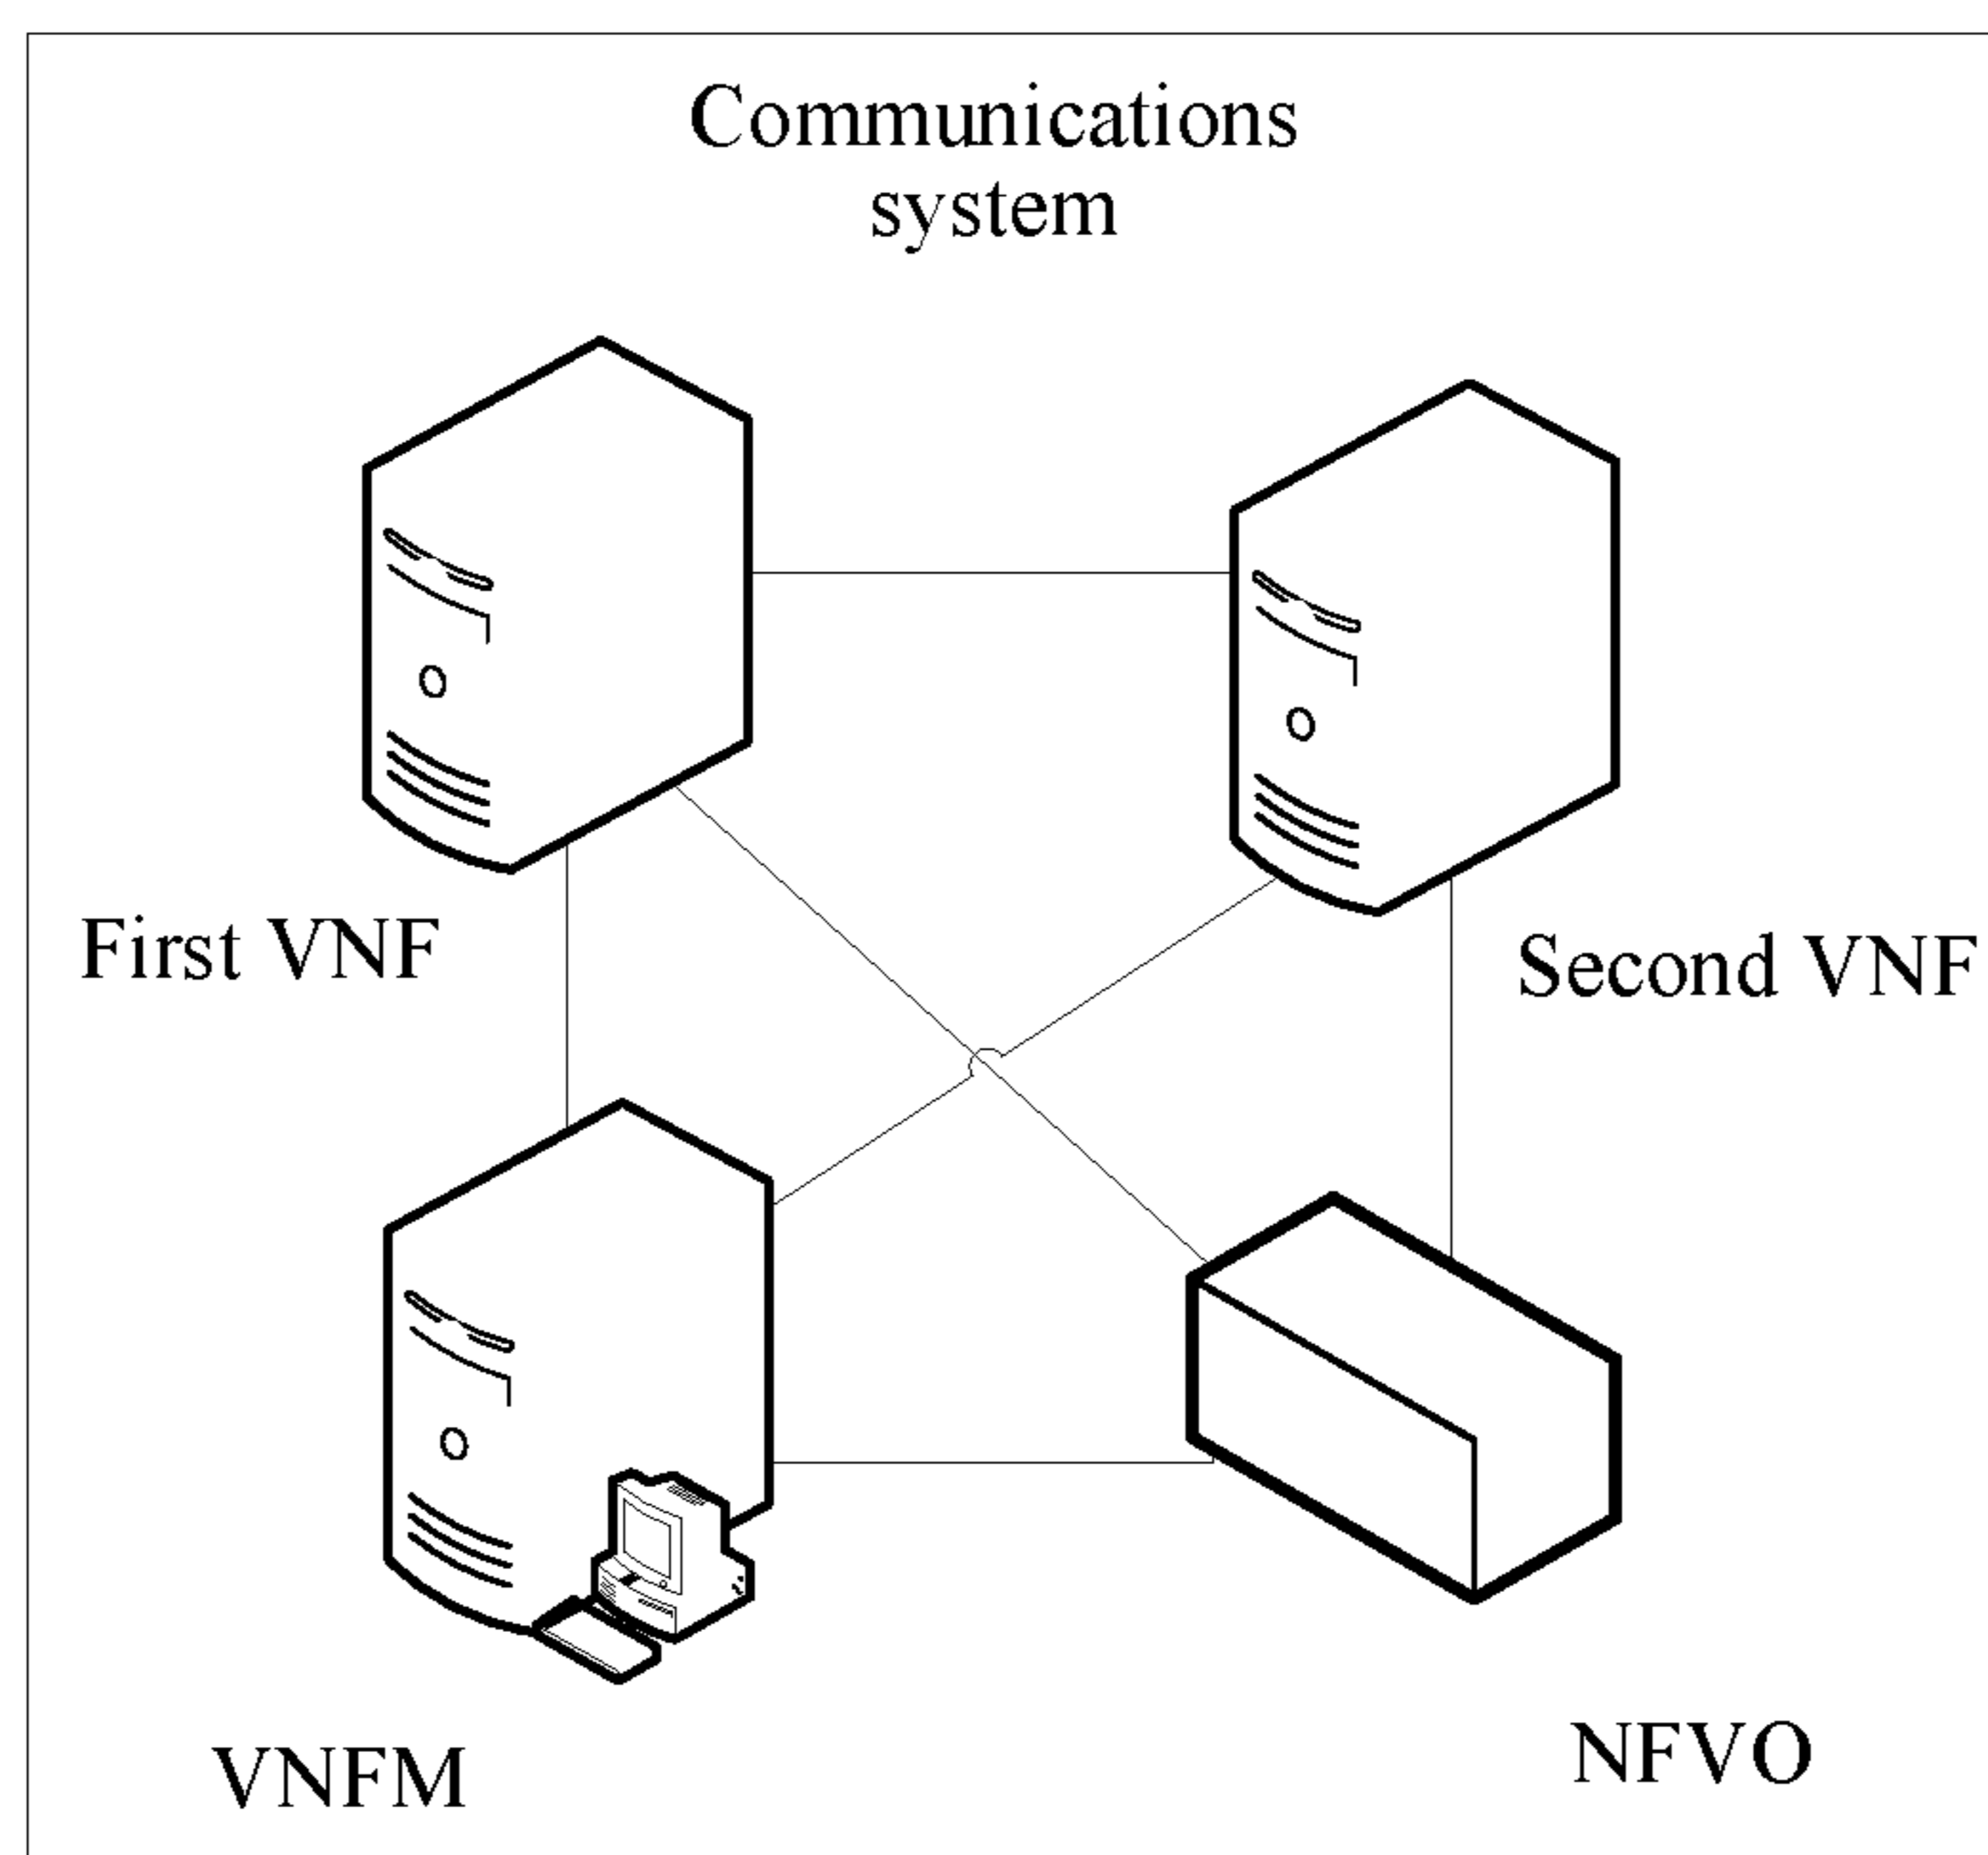 Communications
system
First VNF
Second VNF
VNFM
NFVO